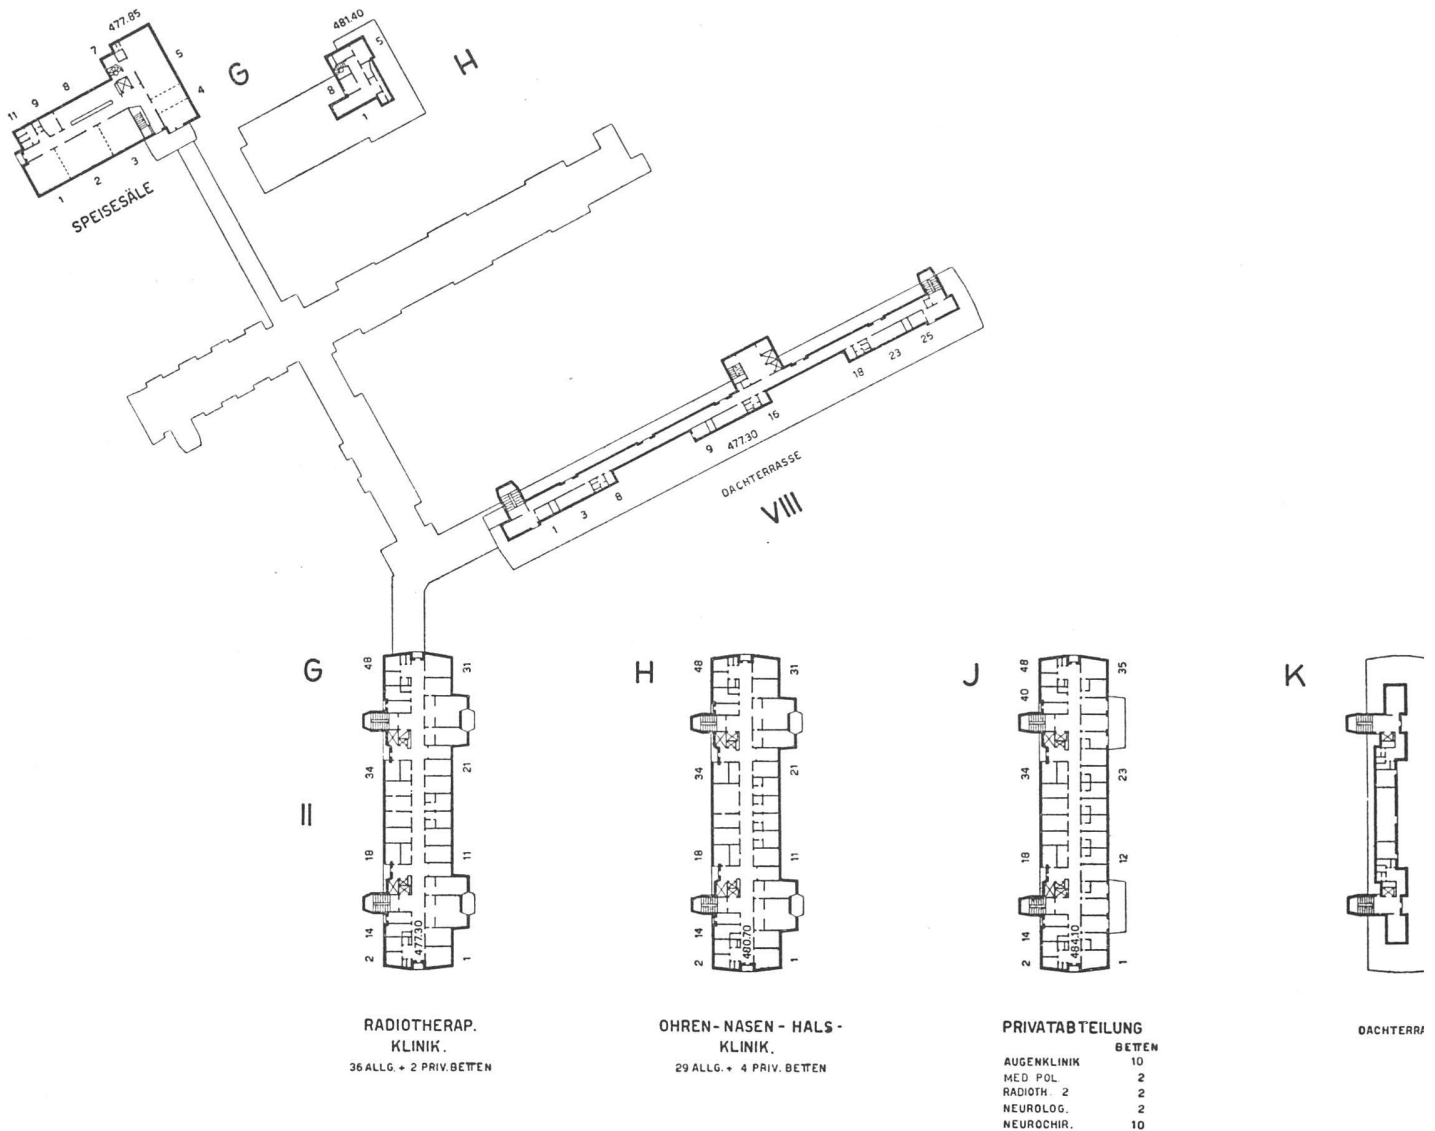 477.85
481.40
G
H
7
5
8
9
11
4
1
2
3
SPEISESÄLE
5
8
1
25
23
18
16
9
477.30
DACHTERRASSE
VIII
8
3
1
G
48
31
34
21
II
18
11
14
477.30
2
1
H
48
31
34
21
18
11
14
480.70
2
1
J
48
35
40
34
23
18
12
14
484.10
2
1
K
RADIOTHERAP.
KLINIK.
36 ALLG. + 2 PRIV. BETTEN
OHREN-NASEN-HALS-
KLINIK.
29 ALLG. + 4 PRIV. BETTEN
PRIVATABTEILUNG
BETTEN
AUGENKLINIK 10
MED POL. 2
RADIOTH. 2 2
NEUROLOG. 2
NEUROCHIR. 10
DACHTERRA